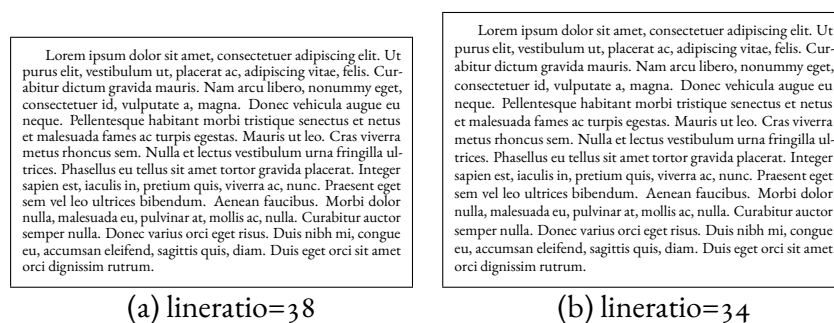 Lorem ipsum dolor sit amet, consectetuer adipiscing elit. Ut
purus elit, vestibulum ut, placerat ac, adipiscing vitae, felis. Cur-
abitur dictum gravida mauris. Nam arcu libero, nonummy eget,
consectetuer id, vulputate a, magna. Donec vehicula augue eu
neque. Pellentesque habitant morbi tristique senectus et netus
et malesuada fames ac turpis egestas. Mauris ut leo. Cras viverra
metus rhoncus sem. Nulla et lectus vestibulum urna fringilla ul-
trices. Phasellus eu tellus sit amet tortor gravida placerat. Integer
sapien est, iaculis in, pretium quis, viverra ac, nunc. Praesent eget
sem vel leo ultrices bibendum. Aenean faucibus. Morbi dolor
nulla, malesuada eu, pulvinar at, mollis ac, nulla. Curabitur auctor
semper nulla. Donec varius orci eget risus. Duis nibh mi, congue
eu, accumsan eleifend, sagittis quis, diam. Duis eget orci sit amet
orci dignissim rutrum.
(a) lineratio=38
Lorem ipsum dolor sit amet, consectetuer adipiscing elit. Ut
purus elit, vestibulum ut, placerat ac, adipiscing vitae, felis. Cur-
abitur dictum gravida mauris. Nam arcu libero, nonummy eget,
consectetuer id, vulputate a, magna. Donec vehicula augue eu
neque. Pellentesque habitant morbi tristique senectus et netus
et malesuada fames ac turpis egestas. Mauris ut leo. Cras viverra
metus rhoncus sem. Nulla et lectus vestibulum urna fringilla ul-
trices. Phasellus eu tellus sit amet tortor gravida placerat. Integer
sapien est, iaculis in, pretium quis, viverra ac, nunc. Praesent eget
sem vel leo ultrices bibendum. Aenean faucibus. Morbi dolor
nulla, malesuada eu, pulvinar at, mollis ac, nulla. Curabitur auctor
semper nulla. Donec varius orci eget risus. Duis nibh mi, congue
eu, accumsan eleifend, sagittis quis, diam. Duis eget orci sit amet
orci dignissim rutrum.
(b) lineratio=34